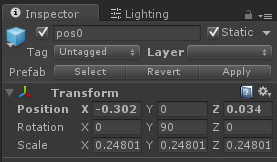 Inspector Lighting
pos0 Static
Tag Untagged Layer
Prefab Select Revert Apply
Transform
Position X -0.302 Y 0 Z 0.034
Rotation X 0 Y 90 Z 0
Scale X 0.24801 Y 0.24801 Z 0.24801